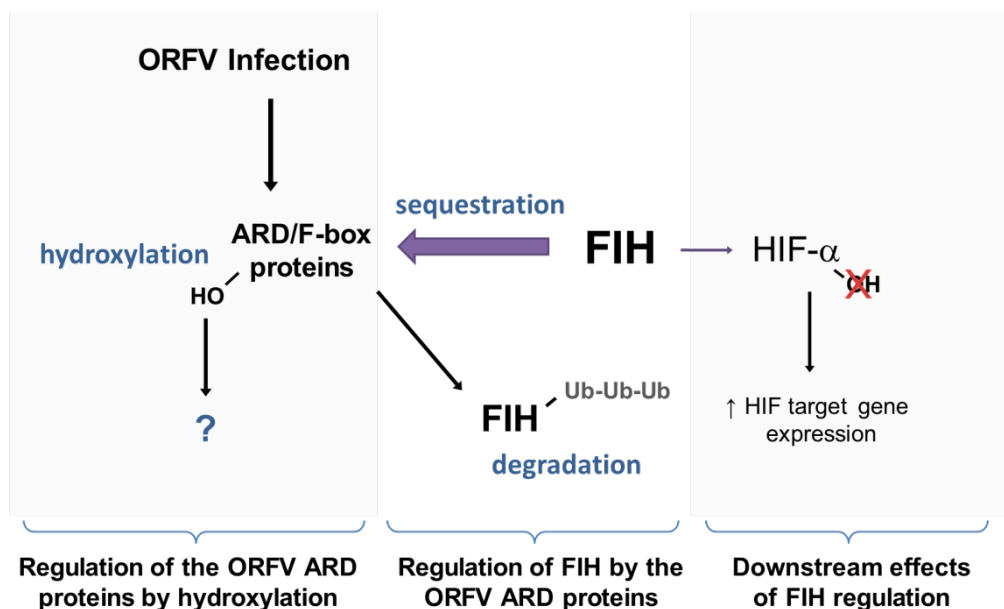 ORFV Infection
sequestration
hydroxylation
ARD/F-box
proteins
HO
FIH
HIF-α
OH
Ub-Ub-Ub
FIH
?
degradation
↑ HIF target gene
expression
Regulation of the ORFV ARD
proteins by hydroxylation
Regulation of FIH by the
ORFV ARD proteins
Downstream effects
of FIH regulation